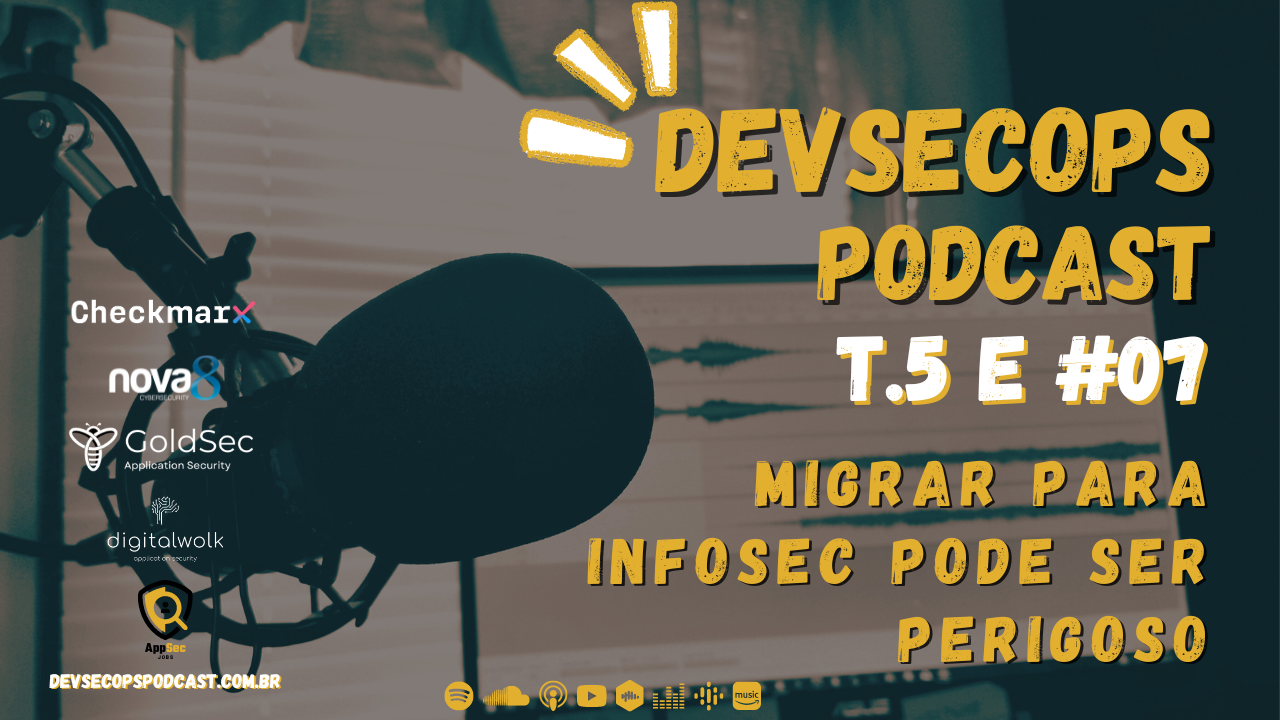 DEVSECOPS
PODCAST
T.5 E #07
MIGRAR PARA
INFOSEC PODE SER
PERIGOSO
Checkmarx
nova8
CYBERSECURITY
GoldSec
Application Security
digitalwolk
application security
AppSec
JOBS
DEVSECOPSPODCAST.COM.BR
music
ASUS